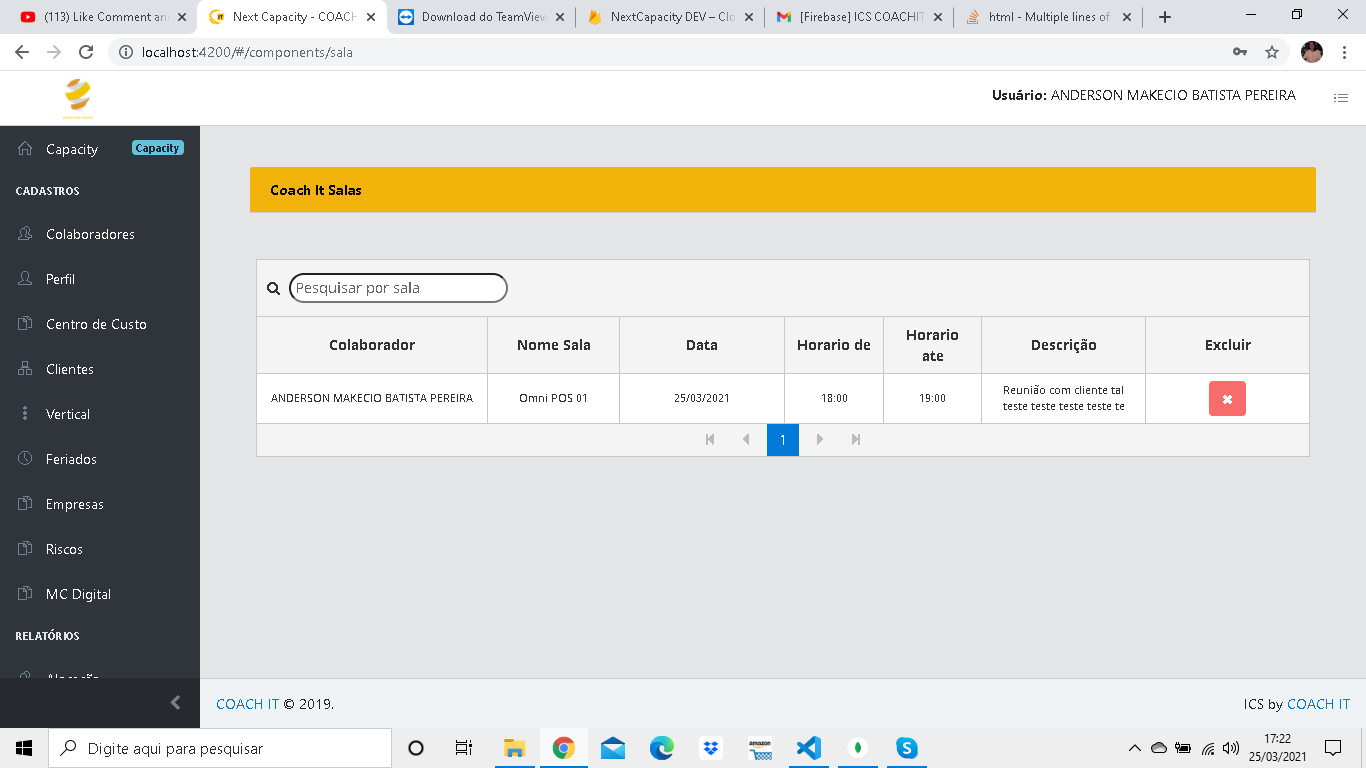 (113) Like Comment an
Next Capacity - COACH
Download do TeamView
NextCapacity DEV – Clo
[Firebase] ICS COACHIT
html - Multiple lines of
localhost:4200/#/components/sala
Usuário: ANDERSON MAKECIO BATISTA PEREIRA
Capacity
Capacity
CADASTROS
Colaboradores
Perfil
Centro de Custo
Clientes
Vertical
Feriados
Empresas
Riscos
MC Digital
RELATÓRIOS
Coach It Salas
Pesquisar por sala
Colaborador
Nome Sala
Data
Horario de
Horario
ate
Descrição
Excluir
ANDERSON MAKECIO BATISTA PEREIRA
Omni POS 01
25/03/2021
18:00
19:00
Reunião com cliente tal
teste teste teste teste te
1
COACH IT © 2019.
ICS by COACH IT
Digite aqui para pesquisar
amazon
17:22
25/03/2021